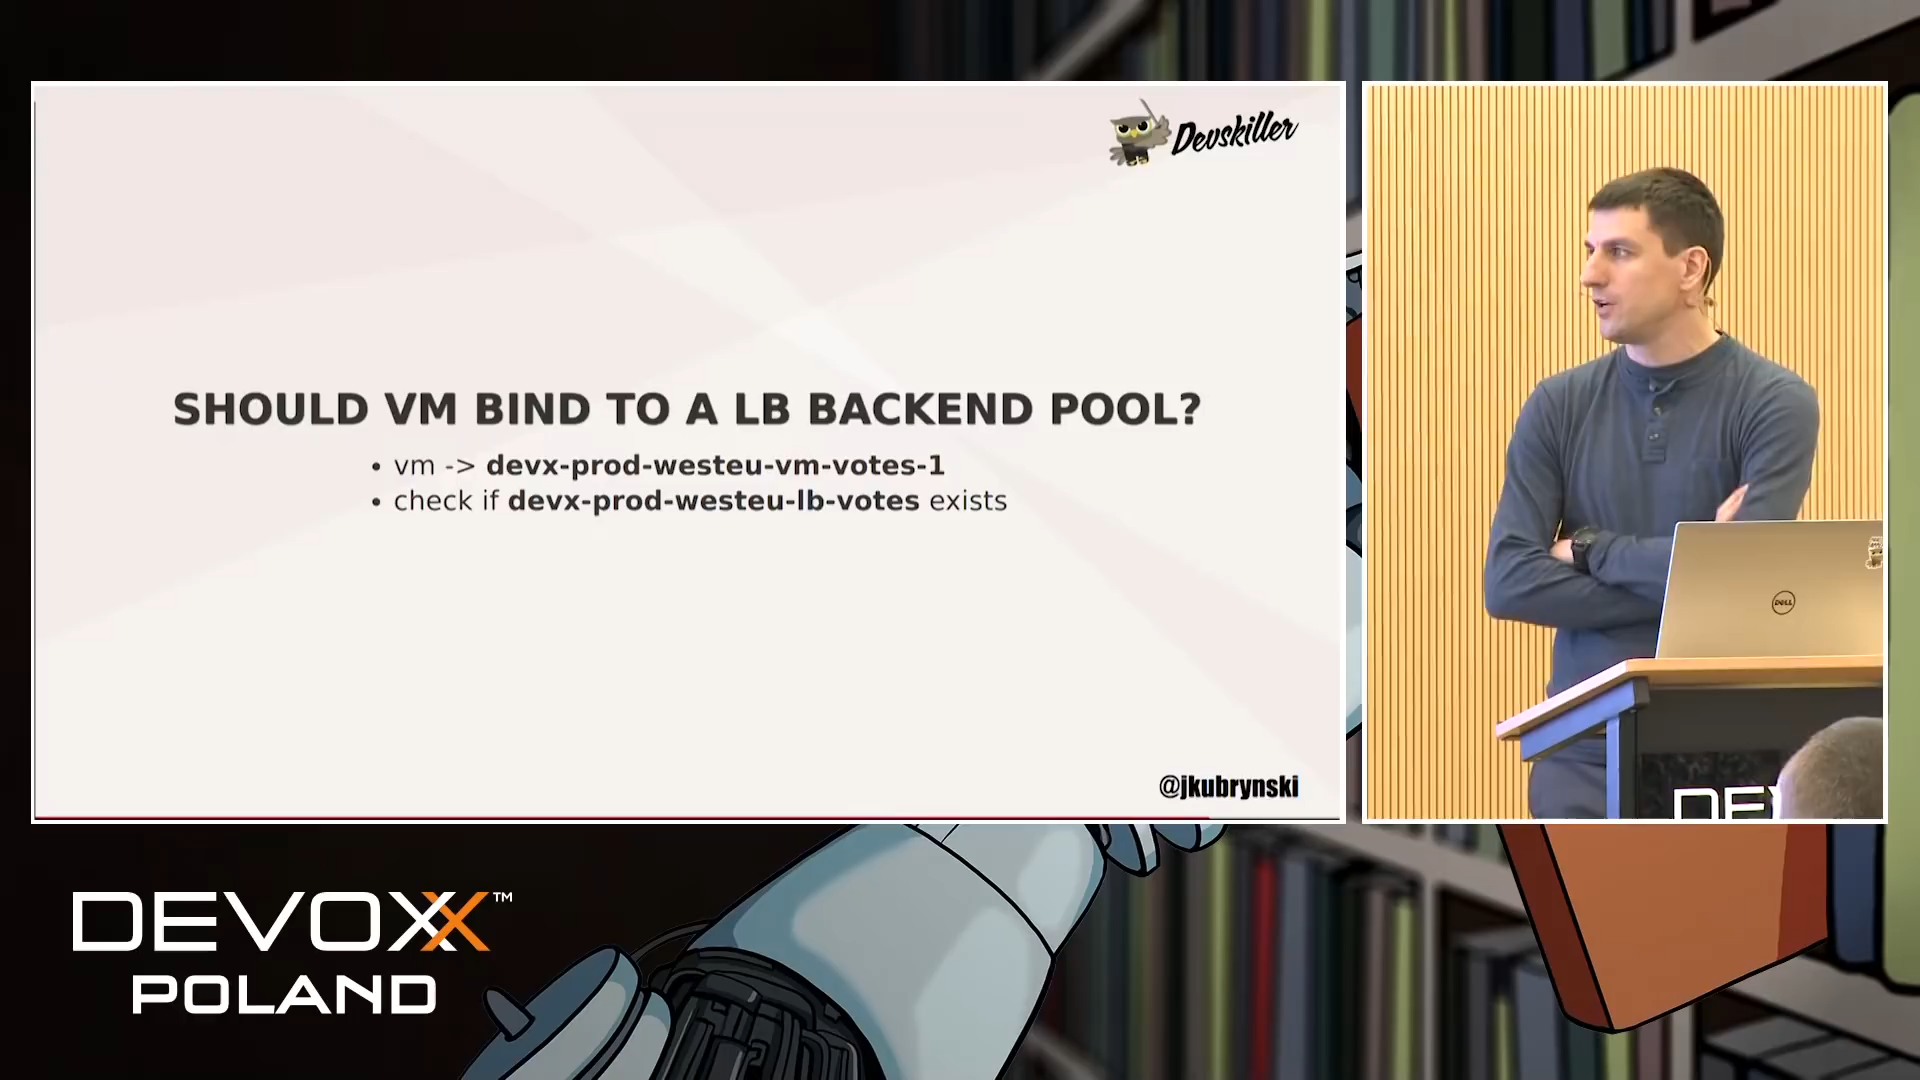 Devskiller
SHOULD VM BIND TO A LB BACKEND POOL?
• vm -> devx-prod-westeu-vm-votes-1
• check if devx-prod-westeu-lb-votes exists
@jkubrynski
DELL
DEVOXX™
POLAND